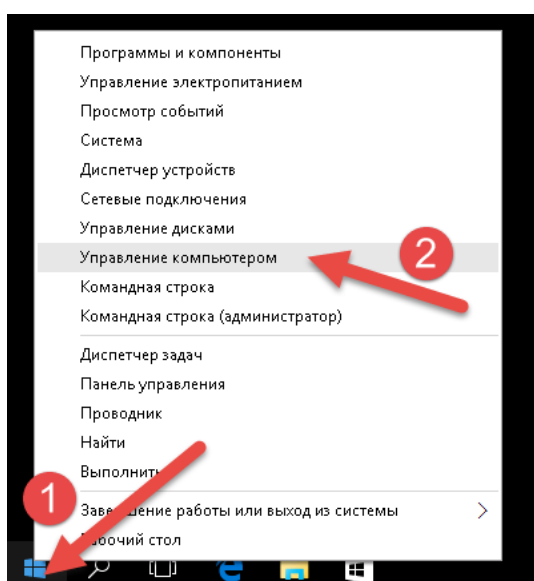 Программы и компоненты
Управление электропитанием
Просмотр событий
Система
Диспетчер устройств
Сетевые подключения
Управление дисками
Управление компьютером
2
Командная строка
Командная строка (администратор)
Диспетчер задач
Панель управления
Проводник
Найти
Выполнить
1
Завершение работы или выход из системы
Рабочий стол